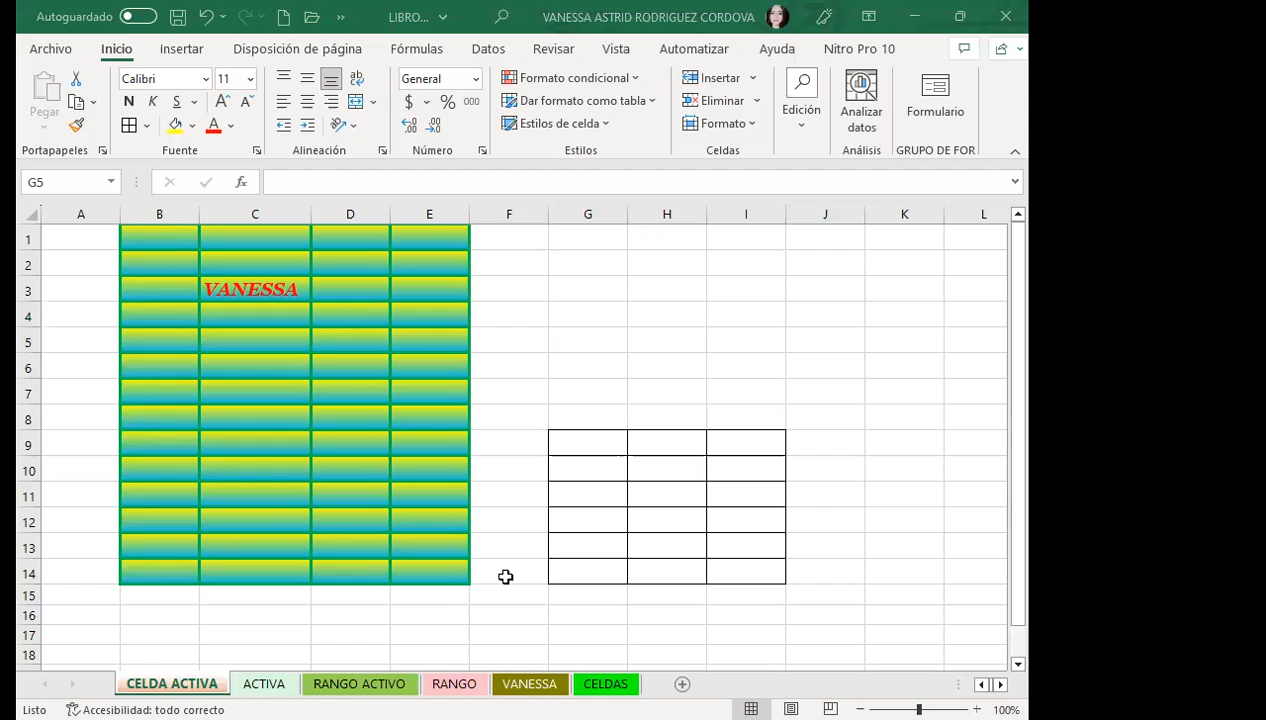 Autoguardado LIBRO... VANESSA ASTRID RODRIGUEZ CORDOVA
Archivo Inicio Insertar Disposición de página Fórmulas Datos Revisar Vista Automatizar Ayuda Nitro Pro 10
Pegar
Calibri 11
N K S
General
$ % 000
Formato condicional
Dar formato como tabla
Estilos de celda
Insertar
Eliminar
Formato
Edición
Analizar
datos
Formulario
Portapapeles Fuente Alineación Número Estilos Celdas Análisis GRUPO DE FOR
G5 fx
A B C D E F G H I J K L
1
2
3 VANESSA
4
5
6
7
8
9
10
11
12
13
14
15
16
17
18
CELDA ACTIVA ACTIVA RANGO ACTIVO RANGO VANESSA CELDAS
Listo Accesibilidad: todo correcto 100%